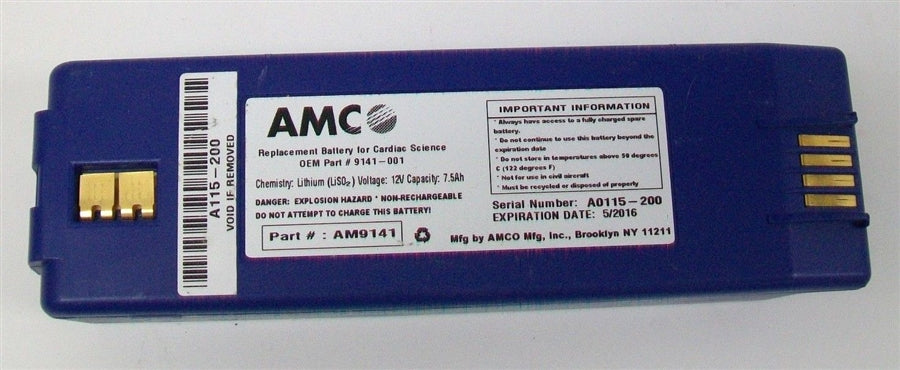 A115-200
VOID IF REMOVED
AMC
Replacement Battery for Cardiac Science
OEM Part # 9141-001
Chemistry: Lithium (LiSO₂) Voltage: 12V Capacity: 7.5Ah
DANGER: EXPLOSION HAZARD * NON-RECHARGEABLE
DO NOT ATTEMPT TO CHARGE THIS BATTERY!
Part # : AM9141
IMPORTANT INFORMATION
* Always have access to a fully charged spare
battery.
* Do not continue to use this battery beyond the
expiration date
* Do not store in temperatures above 50 degrees
C (122 degrees F)
* Not for use in civil aircraft
* Must be recycled or disposed of properly
Serial Number: A0115-200
EXPIRATION DATE: 5/2016
Mfg by AMCO Mfg, Inc., Brooklyn NY 11211